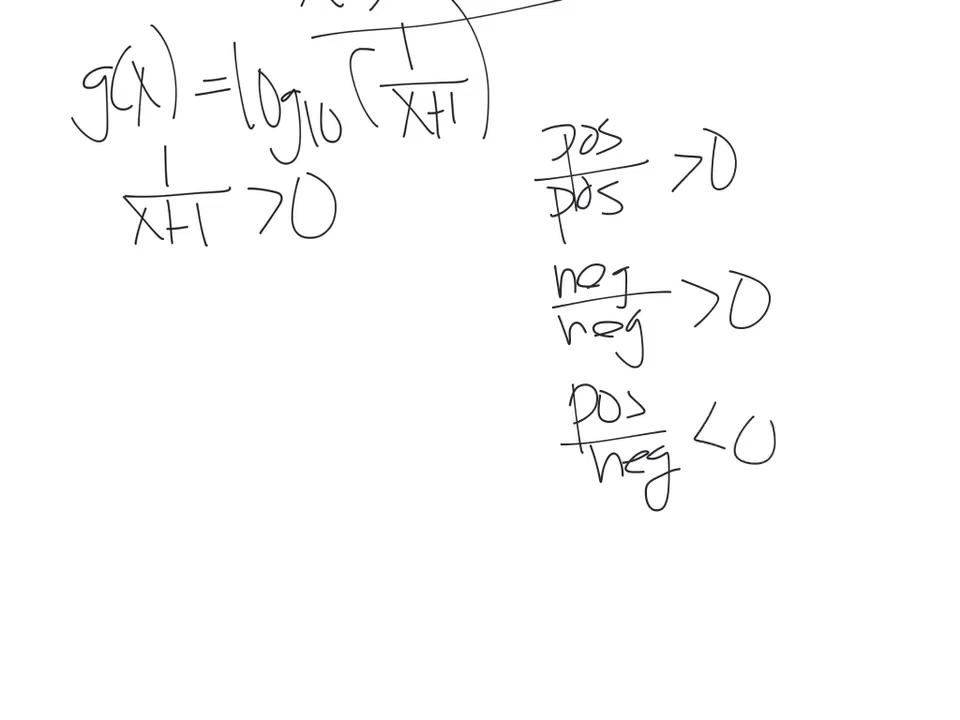 g(x) = log₁₀(1/(x+1))
1/(x+1) > 0
pos/pos > 0
neg/neg > 0
pos/neg < 0